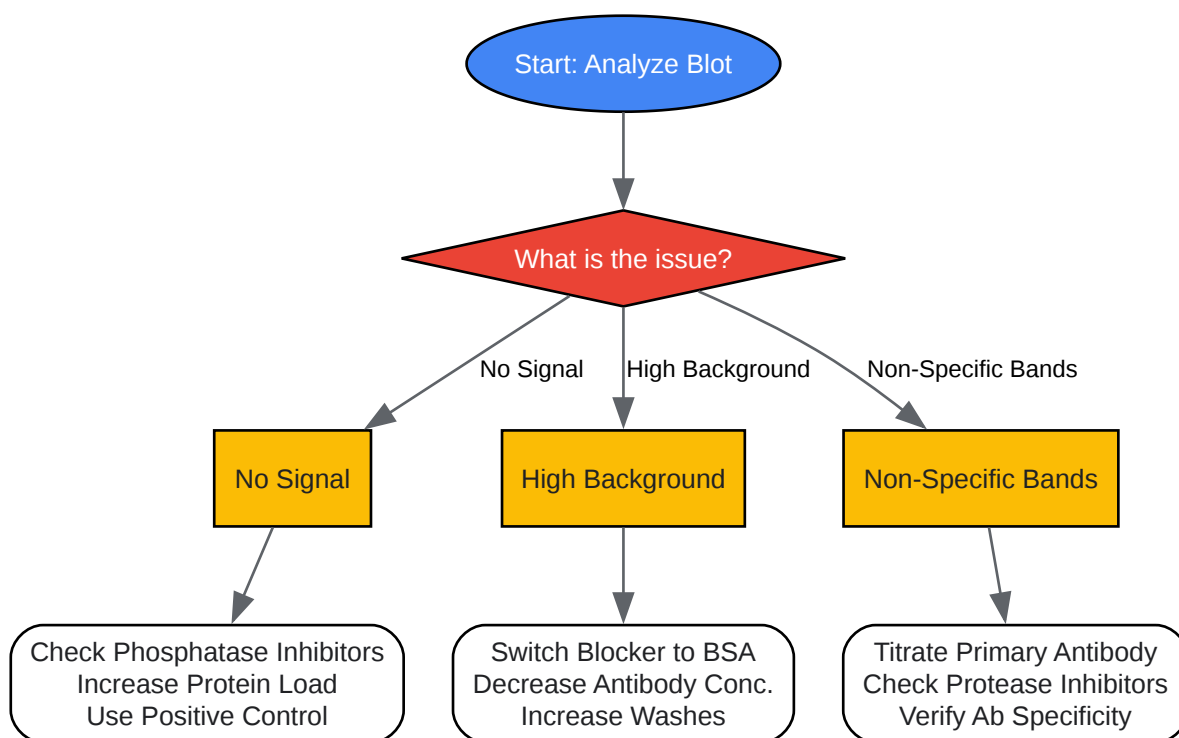 Start: Analyze Blot
What is the issue?
No Signal
High Background
Non-Specific Bands
No Signal
High Background
Non-Specific Bands
Check Phosphatase Inhibitors
Increase Protein Load
Use Positive Control
Switch Blocker to BSA
Decrease Antibody Conc.
Increase Washes
Titrate Primary Antibody
Check Protease Inhibitors
Verify Ab Specificity